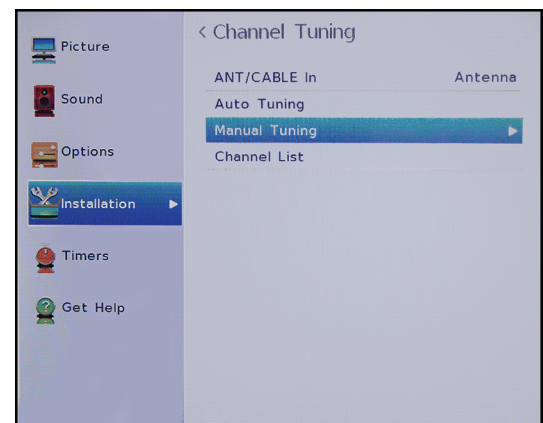 Picture
Sound
Options
Installation
Timers
Get Help
< Channel Tuning
ANT/CABLE In Antenna
Auto Tuning
Manual Tuning
Channel List